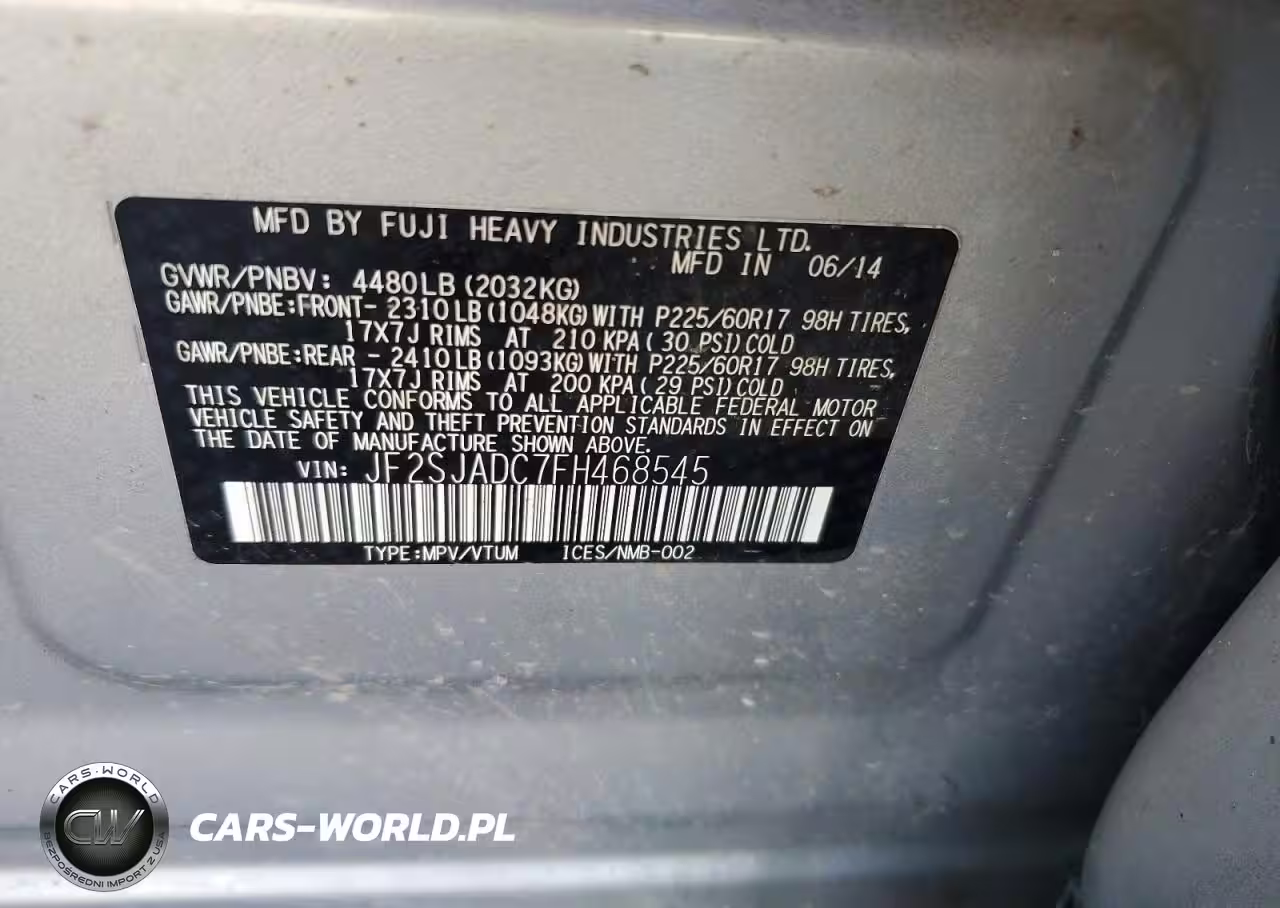 MFD BY FUJI HEAVY INDUSTRIES LTD.
MFD IN 06/14
GVWR/PNBV: 4480LB (2032KG)
GAWR/PNBE:FRONT- 2310LB (1048KG) WITH P225/60R17 98H TIRES,
17X7J RIMS AT 210 KPA (30 PSI) COLD
GAWR/PNBE:REAR - 2410LB (1093KG) WITH P225/60R17 98H TIRES,
17X7J RIMS AT 200 KPA (29 PSI) COLD
THIS VEHICLE CONFORMS TO ALL APPLICABLE FEDERAL MOTOR
VEHICLE SAFETY AND THEFT PREVENTION STANDARDS IN EFFECT ON
THE DATE OF MANUFACTURE SHOWN ABOVE.
VIN: JF2SJADC7FH468545
TYPE:MPV/VTUM ICES/NMB-002
CARS-WORLD
CW
BEZPOŚREDNI IMPORT Z USA
CARS-WORLD.PL